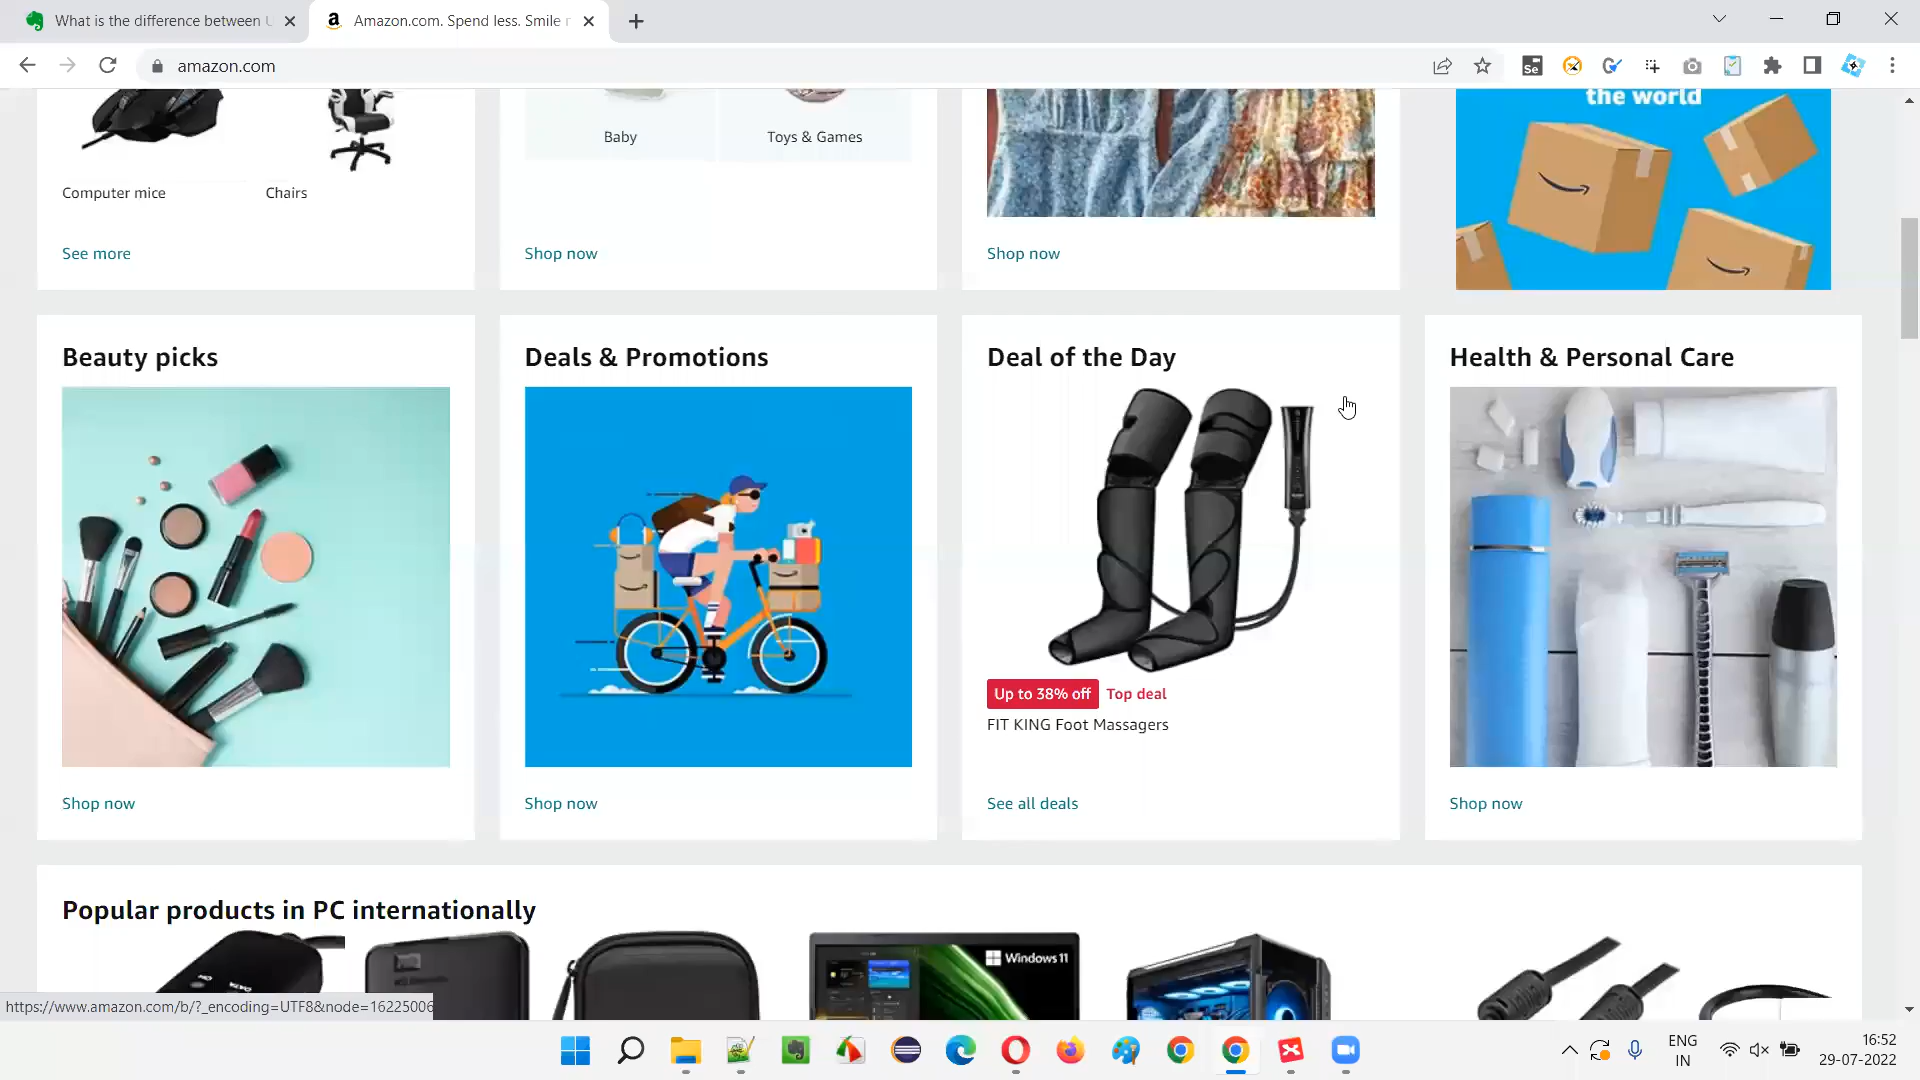 What is the difference between U
Amazon.com. Spend less. Smile m
amazon.com
Se
Baby
Toys & Games
the world
Computer mice
Chairs
See more
Shop now
Shop now
Beauty picks
Deals & Promotions
Deal of the Day
Health & Personal Care
Up to 38% off
Top deal
FIT KING Foot Massagers
Shop now
Shop now
See all deals
Shop now
Popular products in PC internationally
Windows 11
https://www.amazon.com/b/?_encoding=UTF8&node=16225006
ENG
IN
16:52
29-07-2022